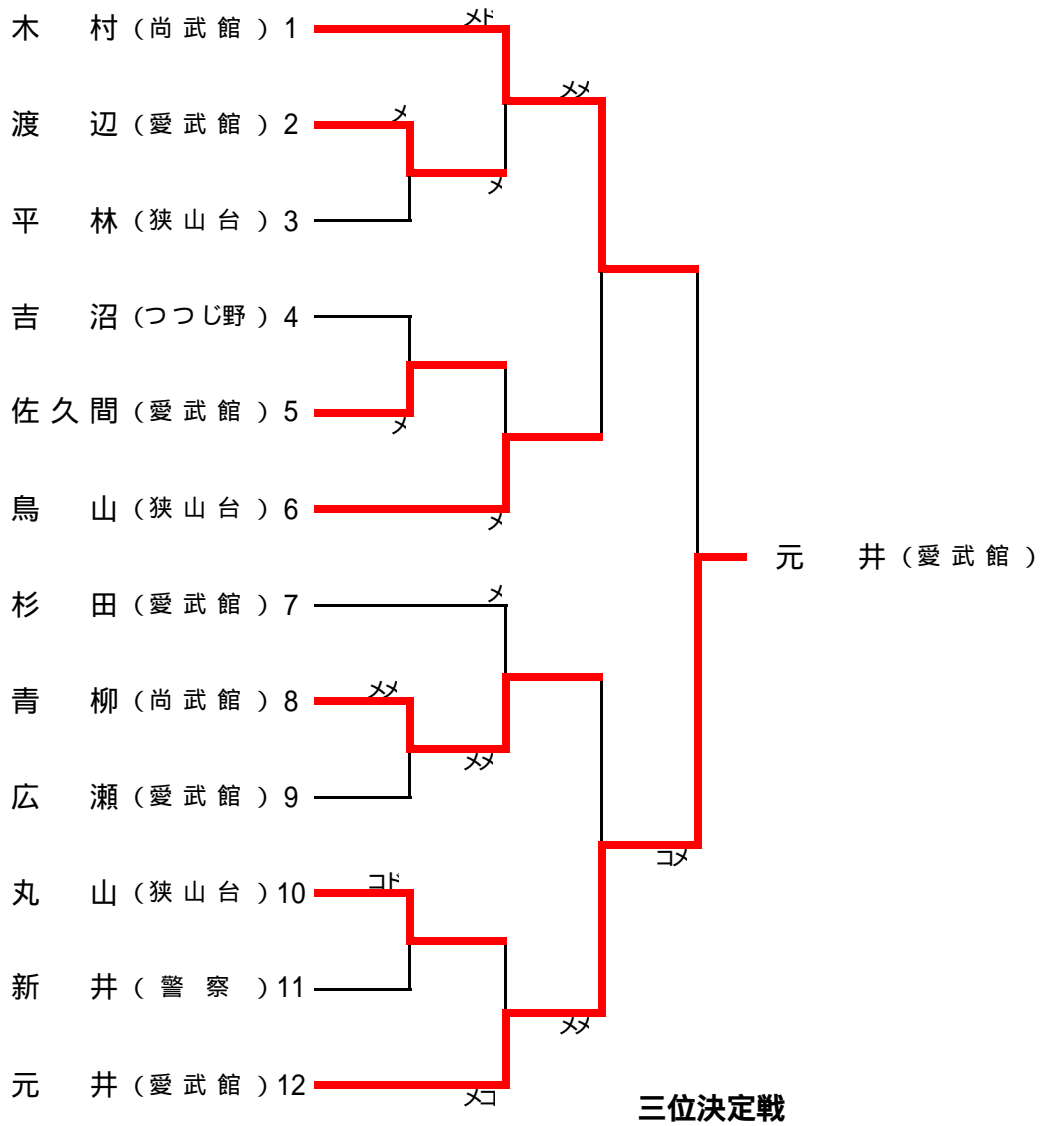 メド
木村(尚武館)1
メメ
メ
渡辺(愛武館)2
メ
平林(狭山台)3
吉沼(つつじ野)4
佐久間(愛武館)5
メ
鳥山(狭山台)6
メ
元井(愛武館)
メ
杉田(愛武館)7
メメ
青柳(尚武館)8
メメ
広瀬(愛武館)9
コメ
コド
丸山(狭山台)10
新井(警察)11
メメ
元井(愛武館)12
メコ
三位決定戦